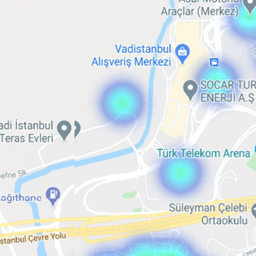 Araçlar (Merkez)
Vadistanbul
Alışveriş Merkezi
SOCAR TUR
ENERJİ A.Ş
adi İstanbul
Teras Evleri
Türk Telekom Arena
ağıthane
Süleyman Çelebi
Ortaokulu
stanbul Çevre Yolu